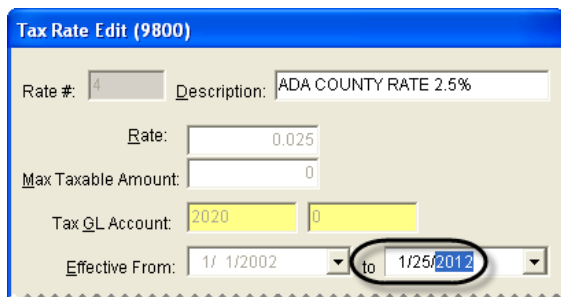 Tax Rate Edit (9800)
Rate #: 4 Description: ADA COUNTY RATE 2.5%
Rate: 0.025
Max Taxable Amount: 0
Tax GL Account: 2020 0
Effective From: 1/ 1/2002 to 1/25/2012